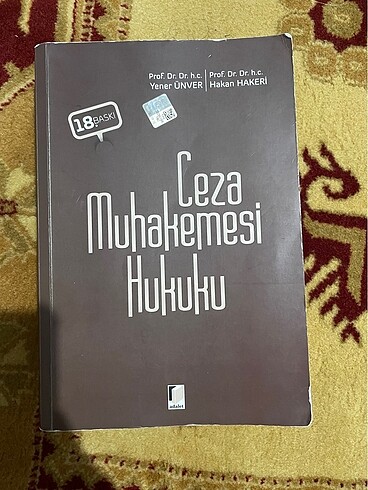 Prof. Dr. Dr. h.c.
Yener ÜNVER
Prof. Dr. Dr. h.c.
Hakan HAKERİ
18. BASKI
Ceza
Muhakemesi
Hukuku
adalet